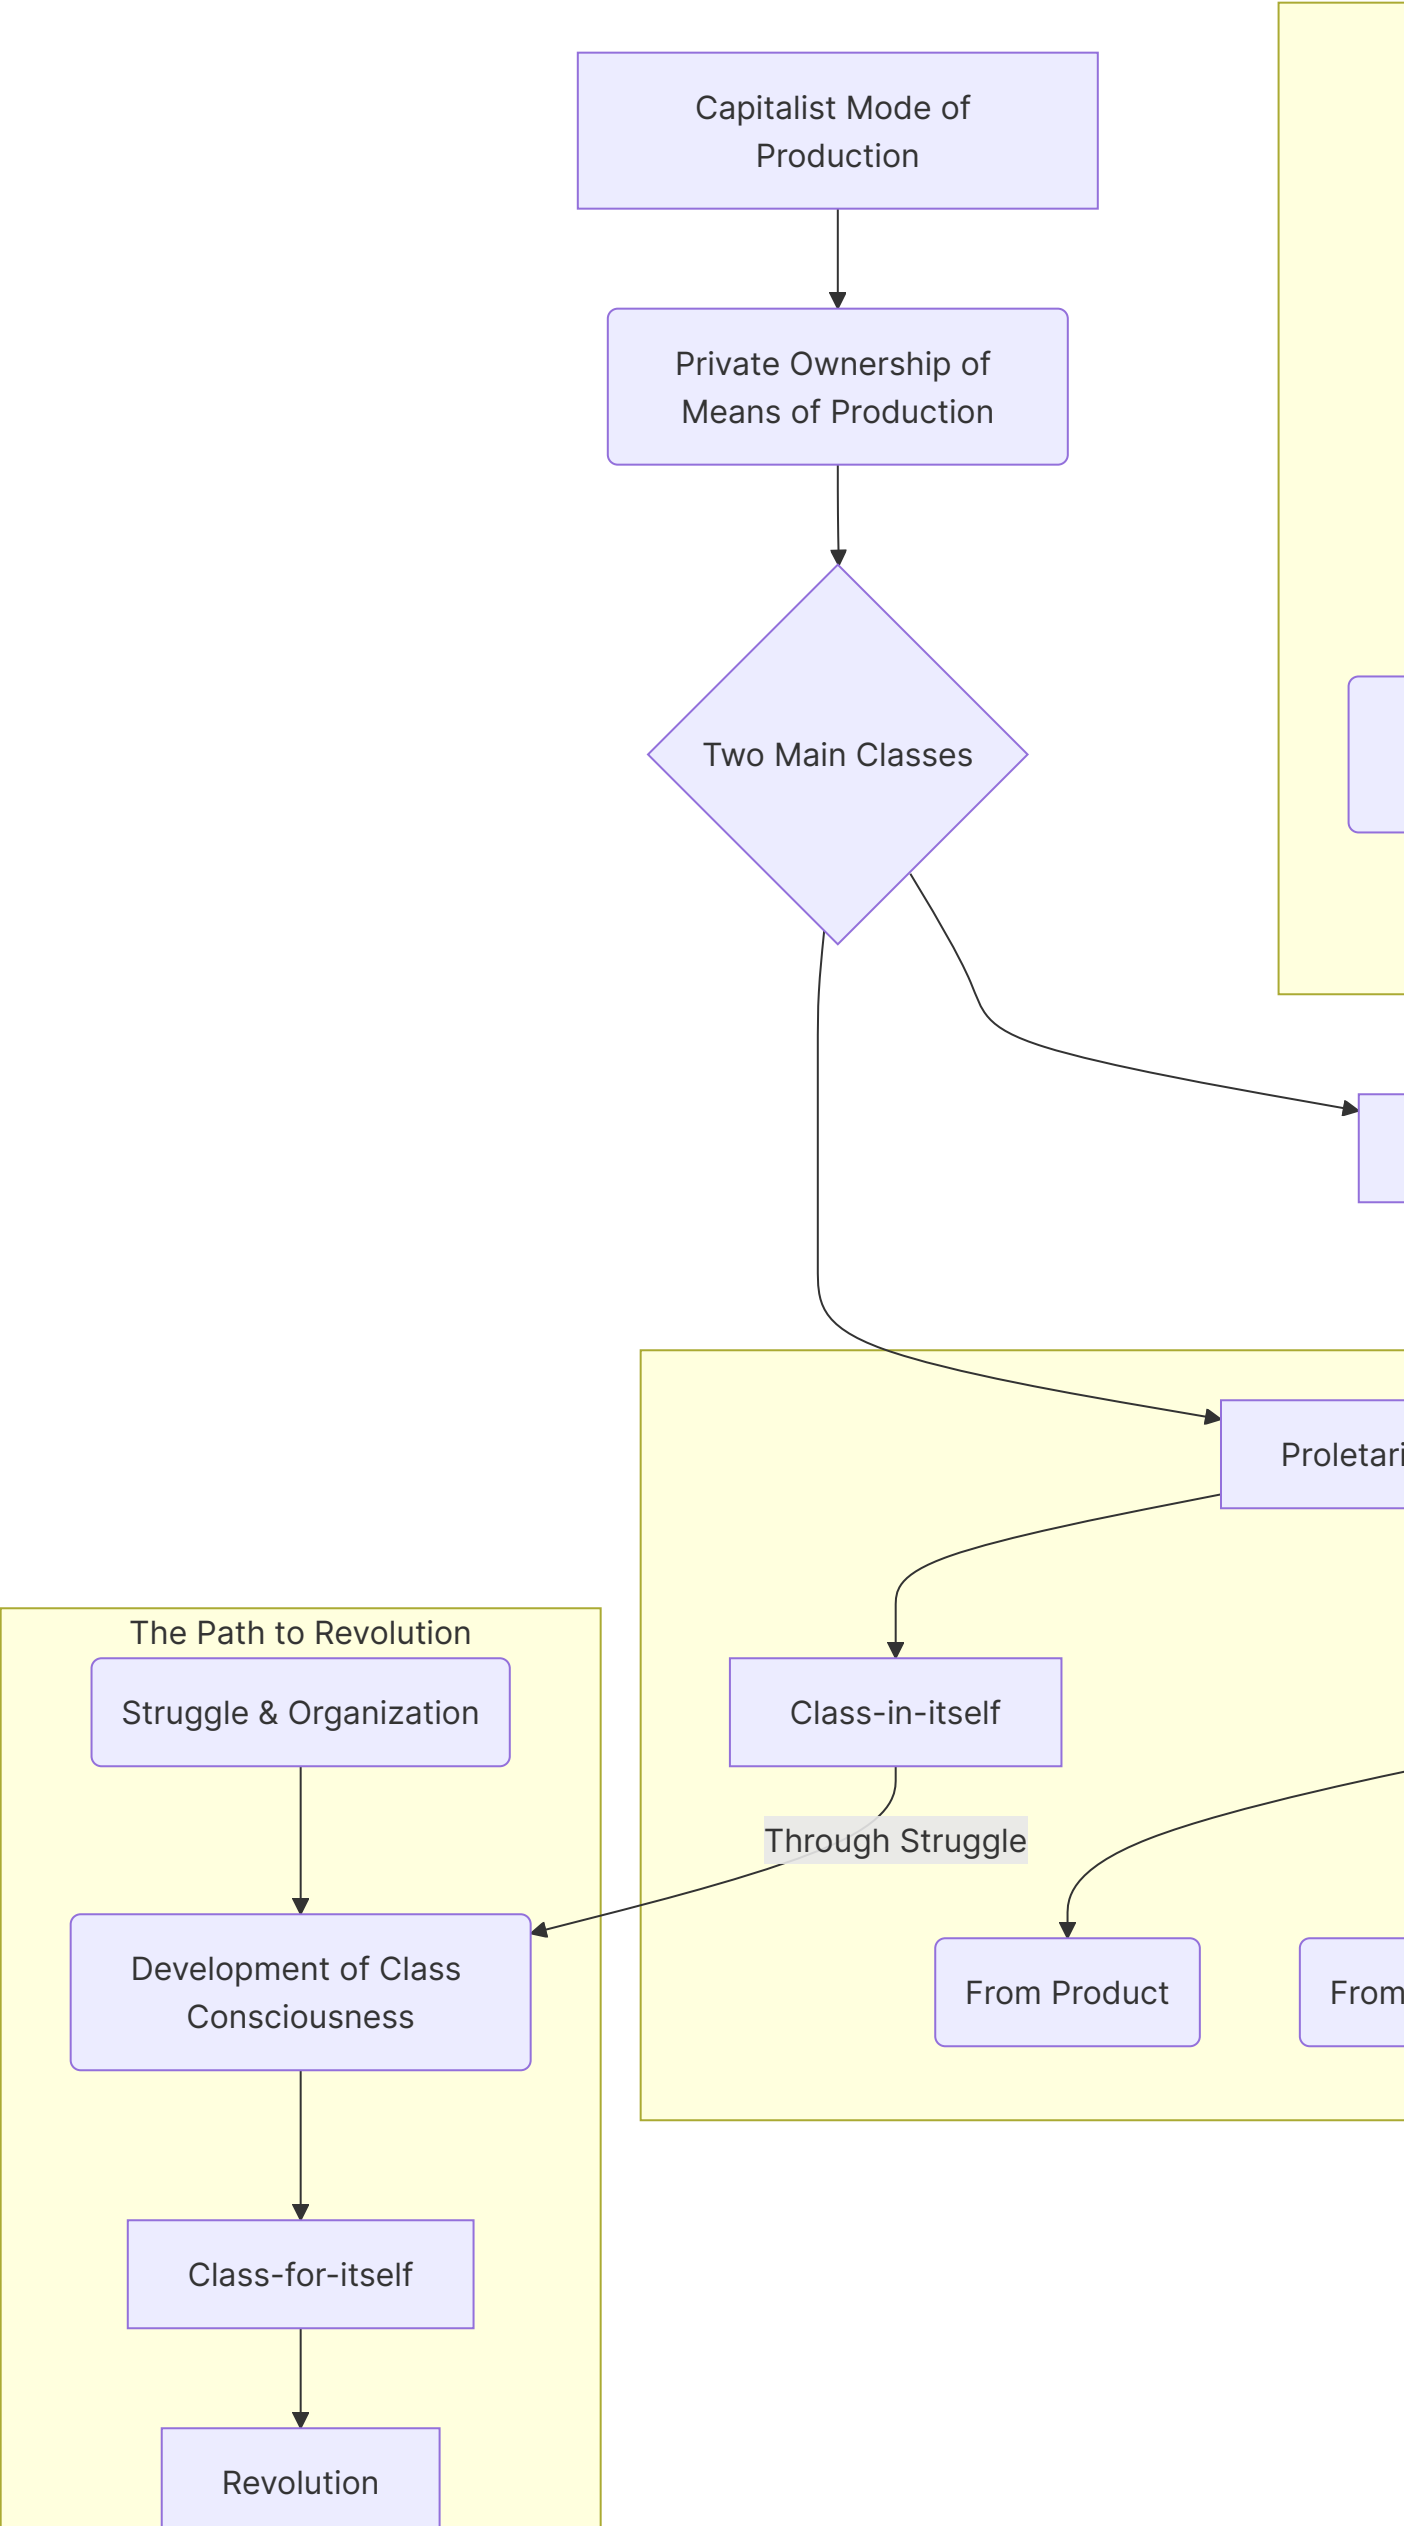 Capitalist Mode of
Production
Private Ownership of
Means of Production
Two Main Classes
Proletari
The Path to Revolution
Struggle & Organization
Class-in-itself
Through Struggle
Development of Class
Consciousness
From Product
From
Class-for-itself
Revolution